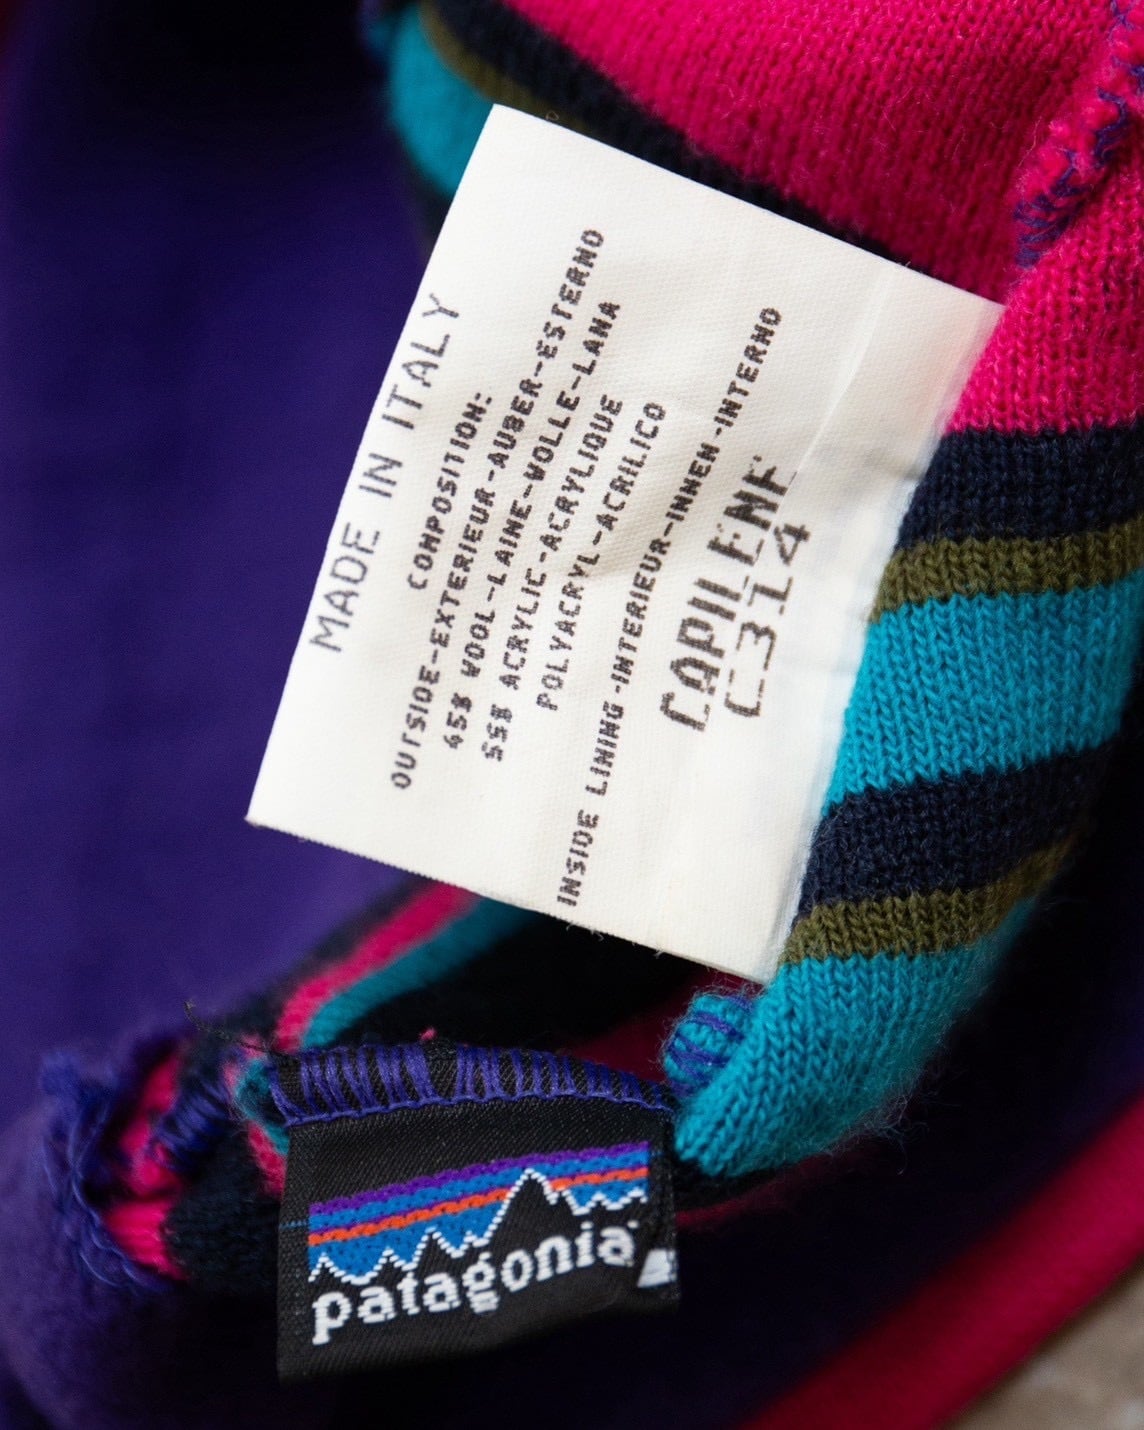 MADE IN ITALY
COMPOSITION:
OUTSIDE-EXTERIEUR-AUBER-ESTERNO
45% WOOL-LAINE-WOLLE-LANA
55% ACRYLIC-ACRYLIQUE
POLYACRYL-ACRILICO
INSIDE LINING-INTERIEUR-INNEN-INTERNO
CAPILENE
C314
patagonia